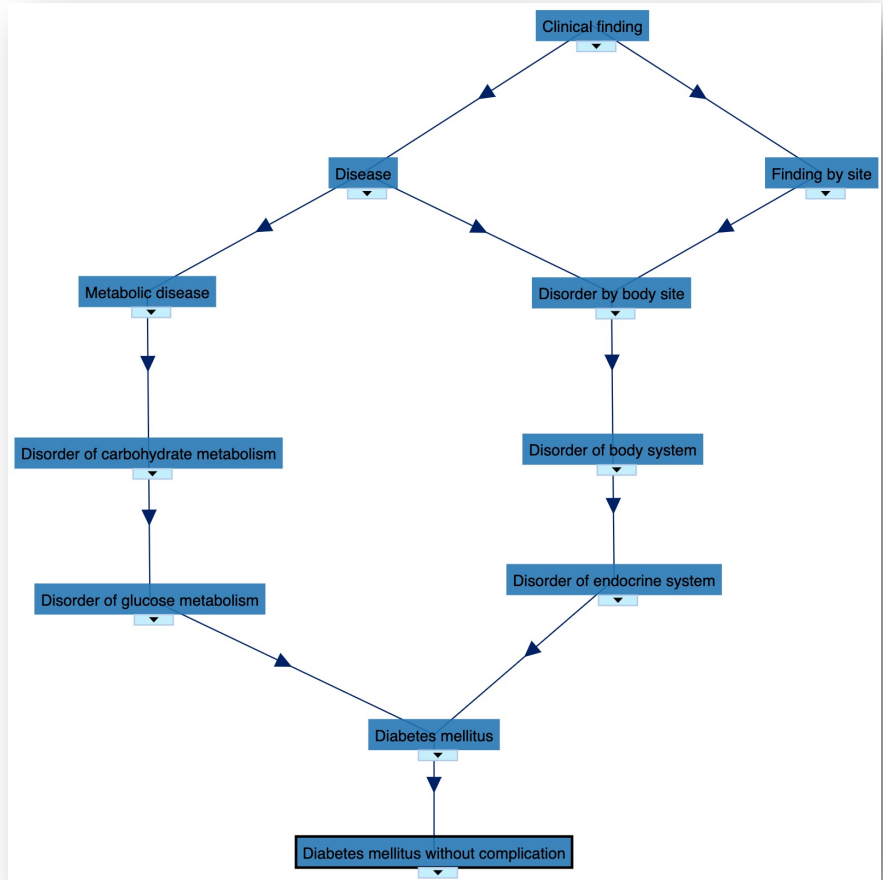 Clinical finding
Disease
Finding by site
Metabolic disease
Disorder by body site
Disorder of carbohydrate metabolism
Disorder of body system
Disorder of glucose metabolism
Disorder of endocrine system
Diabetes mellitus
Diabetes mellitus without complication